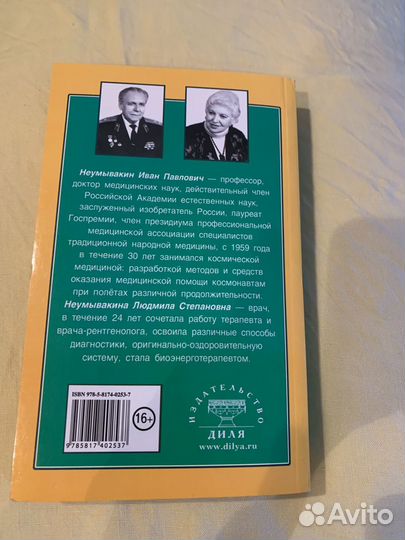 Неумывакин Иван Павлович — профессор,
доктор медицинских наук, действительный член
Российской Академии естественных наук,
заслуженный изобретатель России, лауреат
Госпремии, член президиума профессиональной
медицинской ассоциации специалистов
традиционной народной медицины, с 1959 года
в течение 30 лет занимался космической
медициной: разработкой методов и средств
оказания медицинской помощи космонавтам
при полётах различной продолжительности.
Неумывакина Людмила Степановна — врач,
в течение 24 лет сочетала работу терапевта и
врача-рентгенолога, освоила различные способы
диагностики, оригинально-оздоровительную
систему, стала биоэнерготерапевтом.
ISBN 978-5-8174-0253-7
9785817402537
16+
ИЗДАТЕЛЬСТВО
ДИЛЯ
www.dilya.ru
Avito